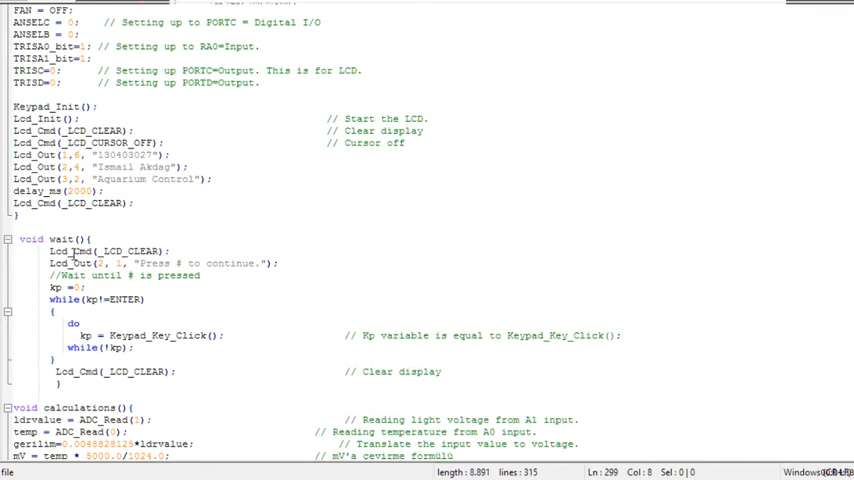 FAN = OFF;
ANSELC = 0; // Setting up to PORTC = Digital I/O
ANSELB = 0;
TRISA0_bit=1; // Setting up to RA0=Input.
TRISA1_bit=1;
TRISC=0; // Setting up PORTC=Output. This is for LCD.
TRISD=0; // Setting up PORTD=Output.
Keypad_Init();
Lcd_Init(); // Start the LCD.
Lcd_Cmd(_LCD_CLEAR); // Clear display
Lcd_Cmd(_LCD_CURSOR_OFF); // Cursor off
Lcd_Out(1,6, "130403027");
Lcd_Out(2,4, "Ismail Akdag");
Lcd_Out(3,2, "Aquarium Control");
delay_ms(2000);
Lcd_Cmd(_LCD_CLEAR);
}
void wait(){
Lcd_Cmd(_LCD_CLEAR);
Lcd_Out(2, 1, "Press # to continue.");
//Wait until # is pressed
kp =0;
while(kp!=ENTER)
{
do
kp = Keypad_Key_Click(); // Kp variable is equal to Keypad_Key_Click();
while(!kp);
}
Lcd_Cmd(_LCD_CLEAR); // Clear display
}
void calculations(){
ldrvalue = ADC_Read(1); // Reading light voltage from A1 input.
temp = ADC_Read(0); // Reading temperature from A0 input.
gerilim=0.0048828125*ldrvalue; // Translate the input value to voltage.
mV = temp * 5000.0/1024.0; // mV'a çevirme formülü
file length : 8.891 lines : 315 Ln : 299 Col : 8 Sel : 0 | 0 Windows